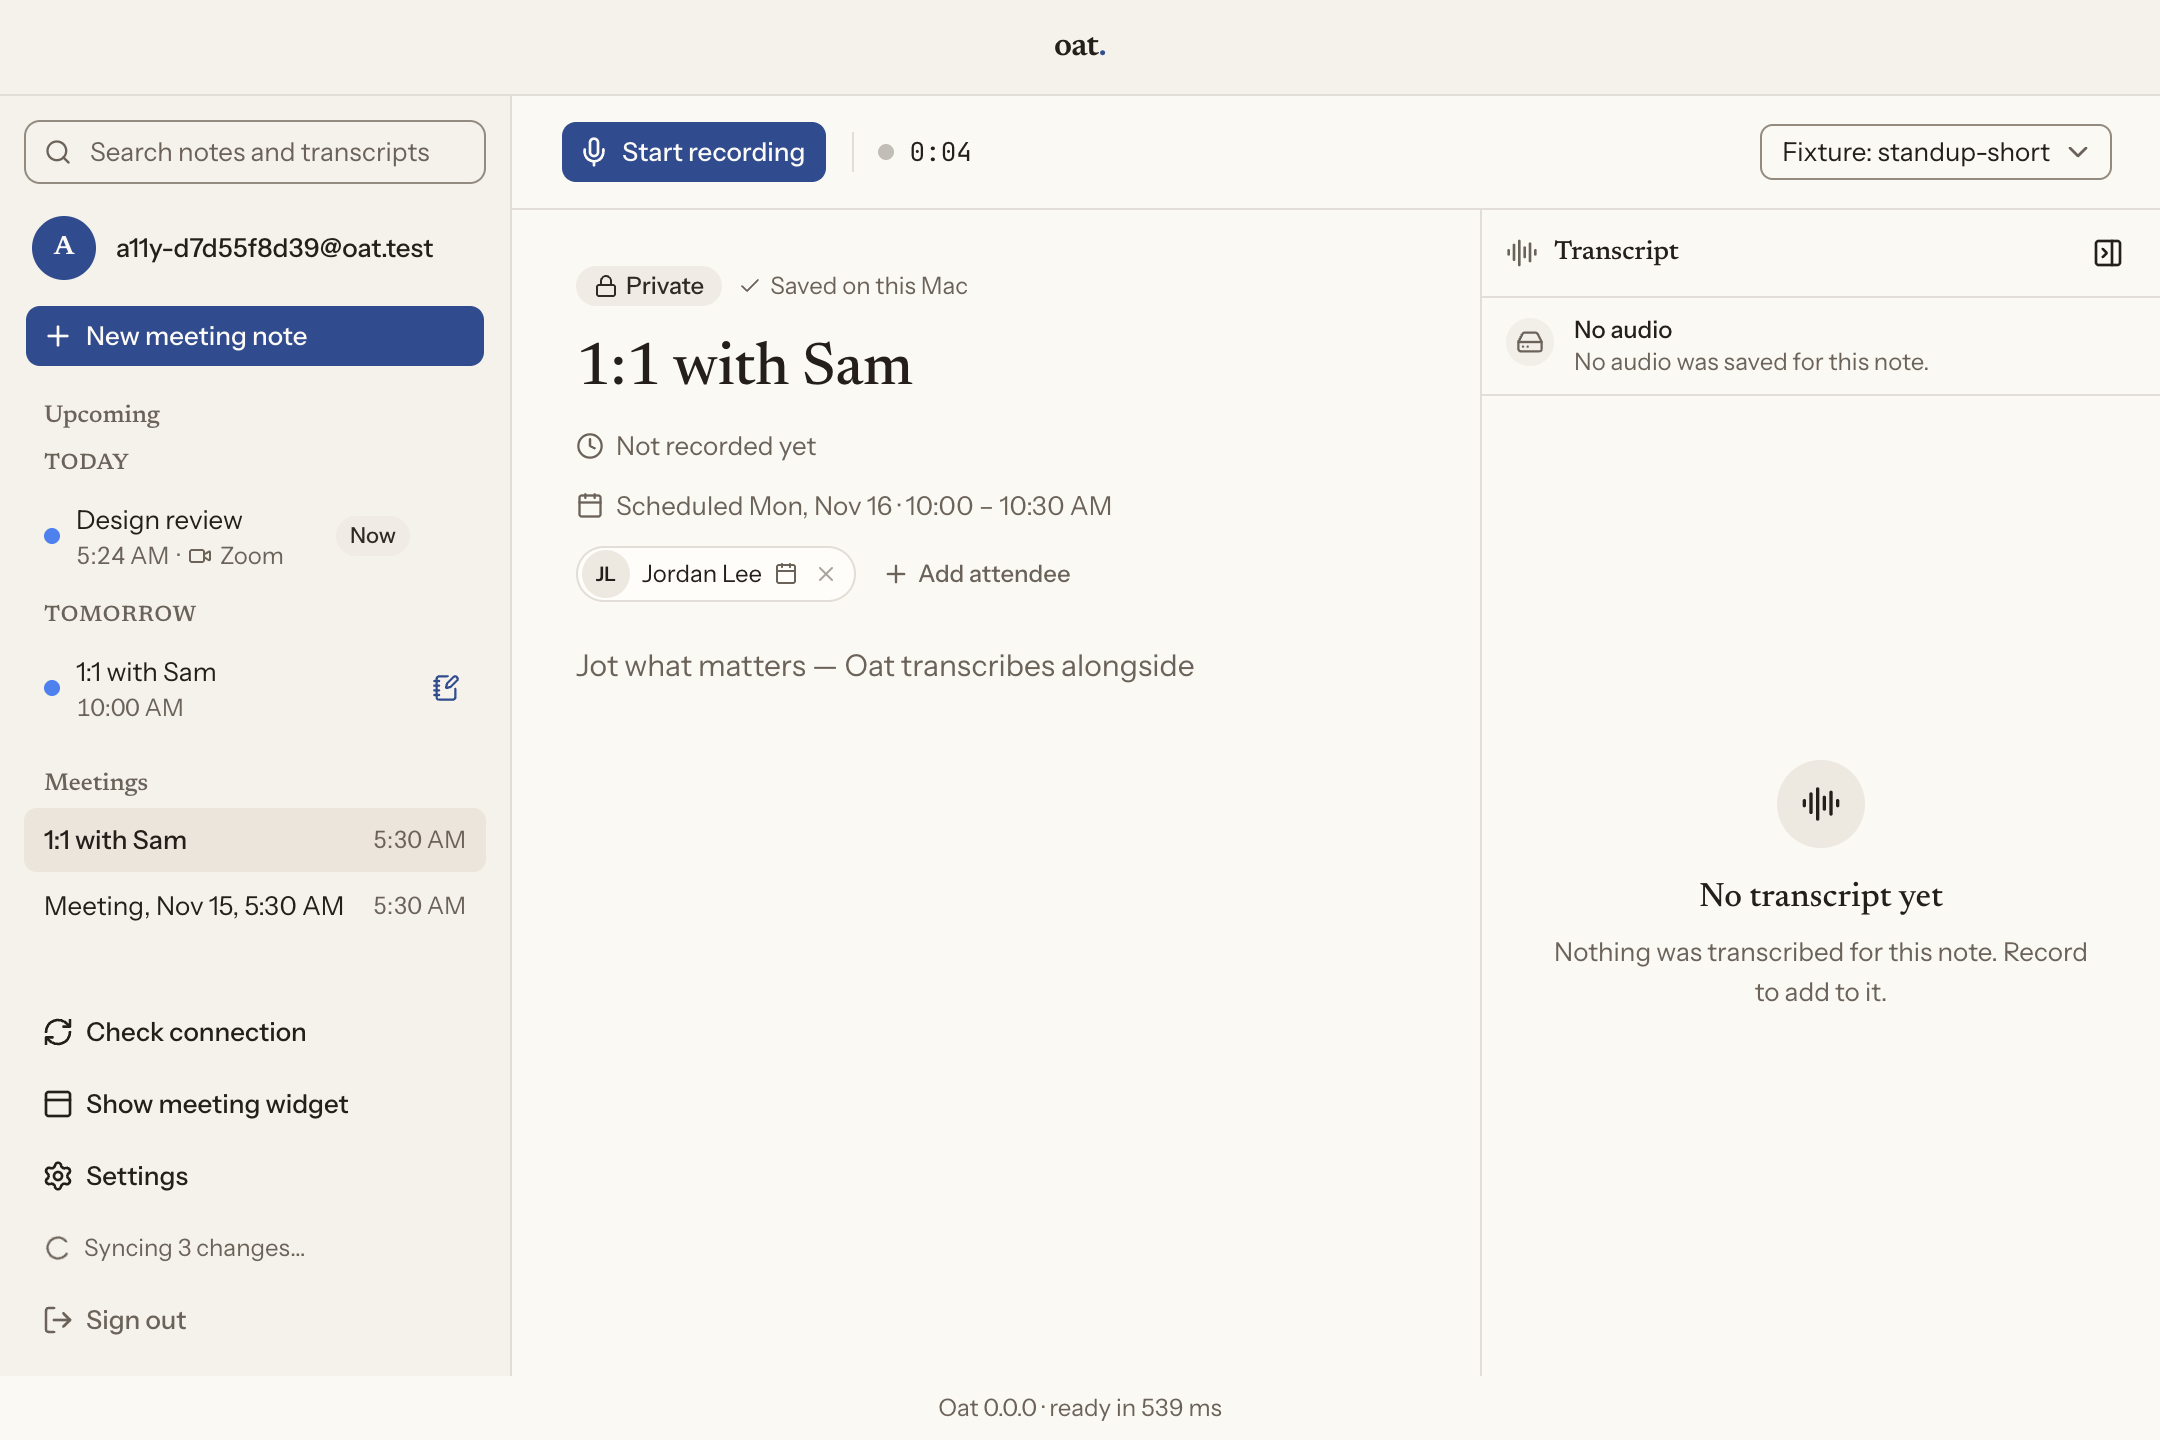 oat.
Search notes and transcripts
A
a11y-d7d55f8d39@oat.test
New meeting note
Upcoming
TODAY
Design review
5:24 AM · Zoom
Now
TOMORROW
1:1 with Sam
10:00 AM
Meetings
1:1 with Sam 5:30 AM
Meeting, Nov 15, 5:30 AM 5:30 AM
Check connection
Show meeting widget
Settings
Syncing 3 changes...
Sign out
Start recording
0:04
Fixture: standup-short
Private
Saved on this Mac
1:1 with Sam
Not recorded yet
Scheduled Mon, Nov 16 · 10:00 – 10:30 AM
JL Jordan Lee
Add attendee
Jot what matters — Oat transcribes alongside
Transcript
No audio
No audio was saved for this note.
No transcript yet
Nothing was transcribed for this note. Record
to add to it.
Oat 0.0.0 · ready in 539 ms